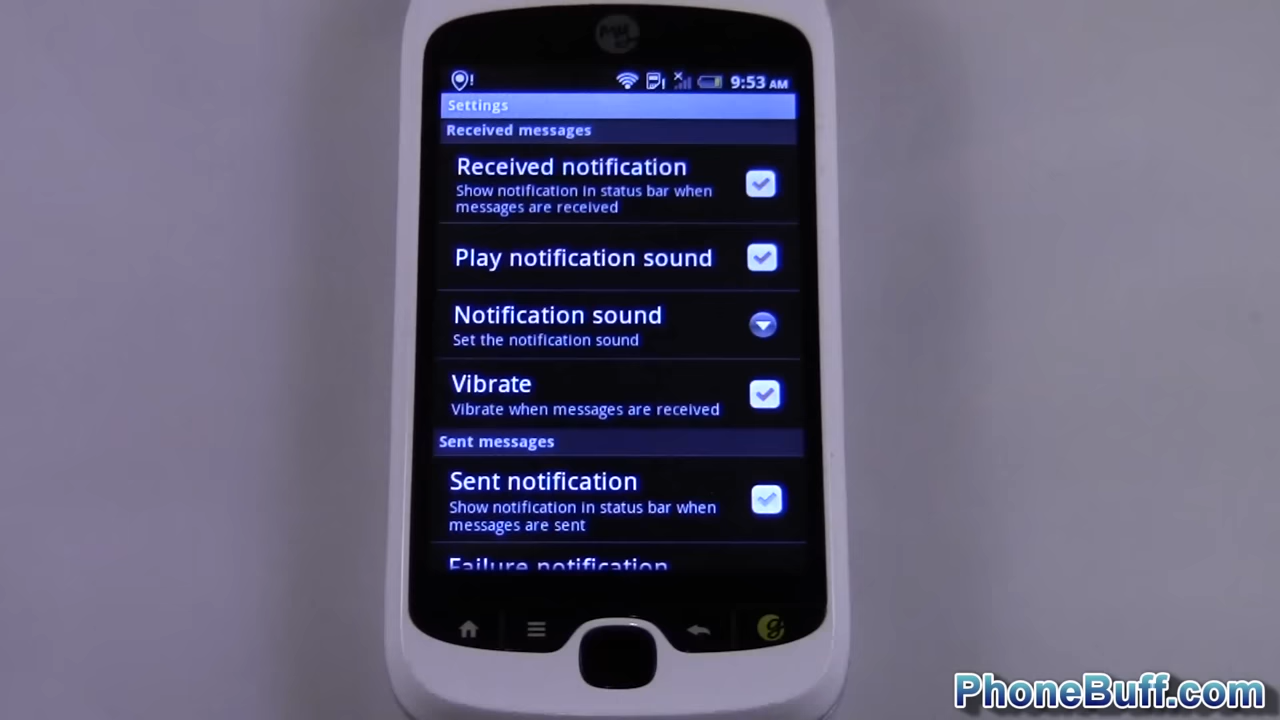 my
9:53 AM
Settings
Received messages
Received notification
Show notification in status bar when
messages are received
Play notification sound
Notification sound
Set the notification sound
Vibrate
Vibrate when messages are received
Sent messages
Sent notification
Show notification in status bar when
messages are sent
Failure notification
PhoneBuff.com